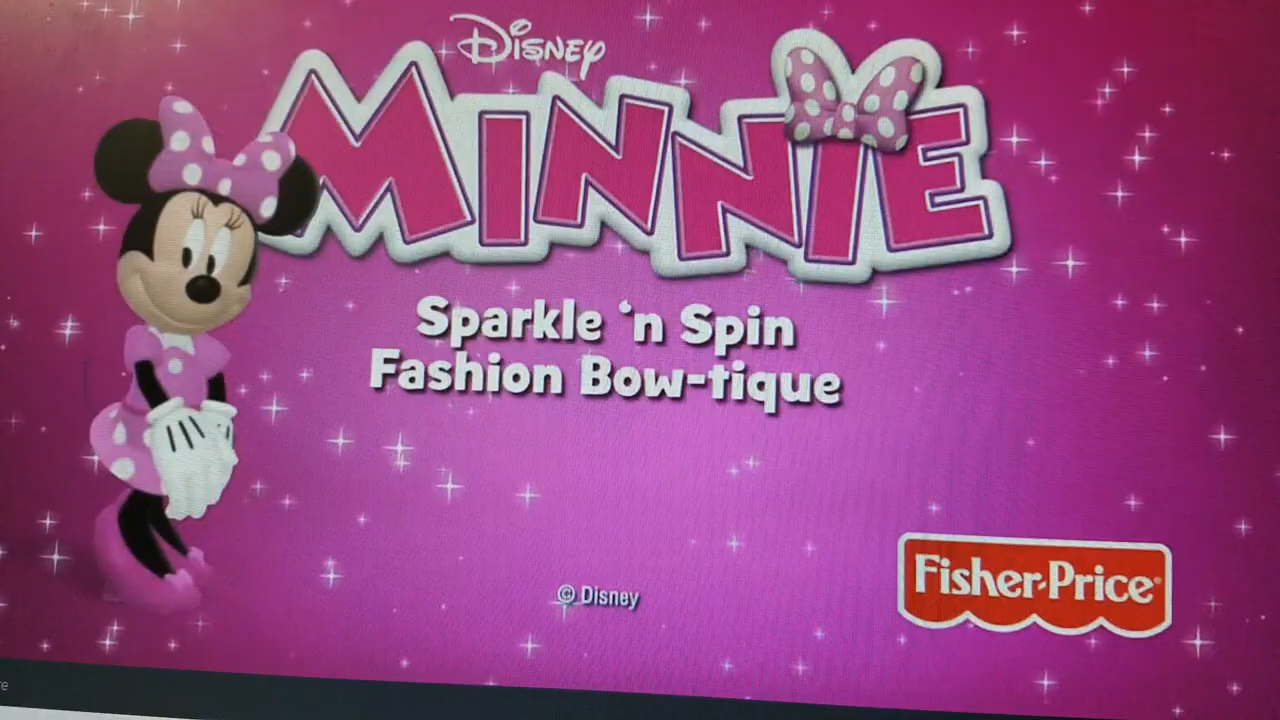 Disney
MINNIE
Sparkle 'n Spin
Fashion Bow-tique
© Disney
Fisher-Price®